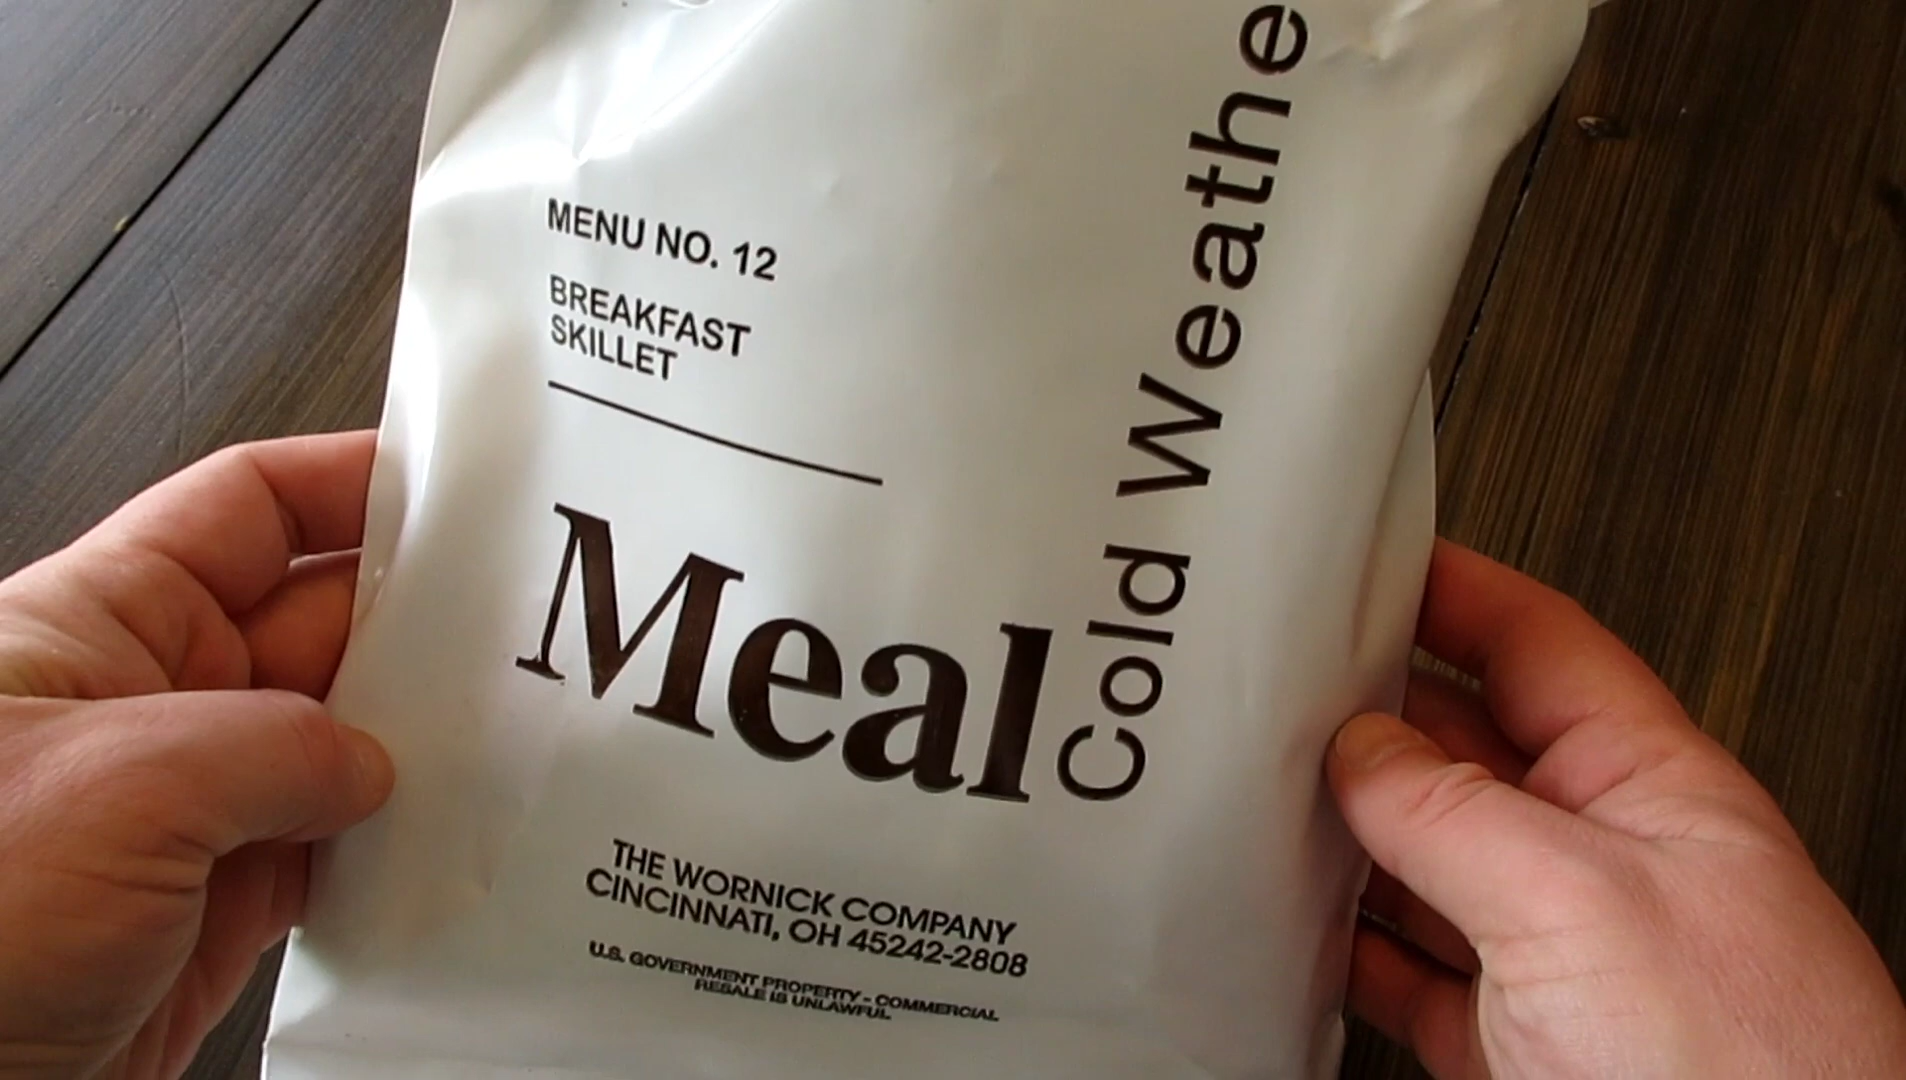 MENU NO. 12
BREAKFAST
SKILLET
Meal
Cold Weathe
THE WORNICK COMPANY
CINCINNATI, OH 45242-2808
U.S. GOVERNMENT PROPERTY - COMMERCIAL
RESALE IS UNLAWFUL